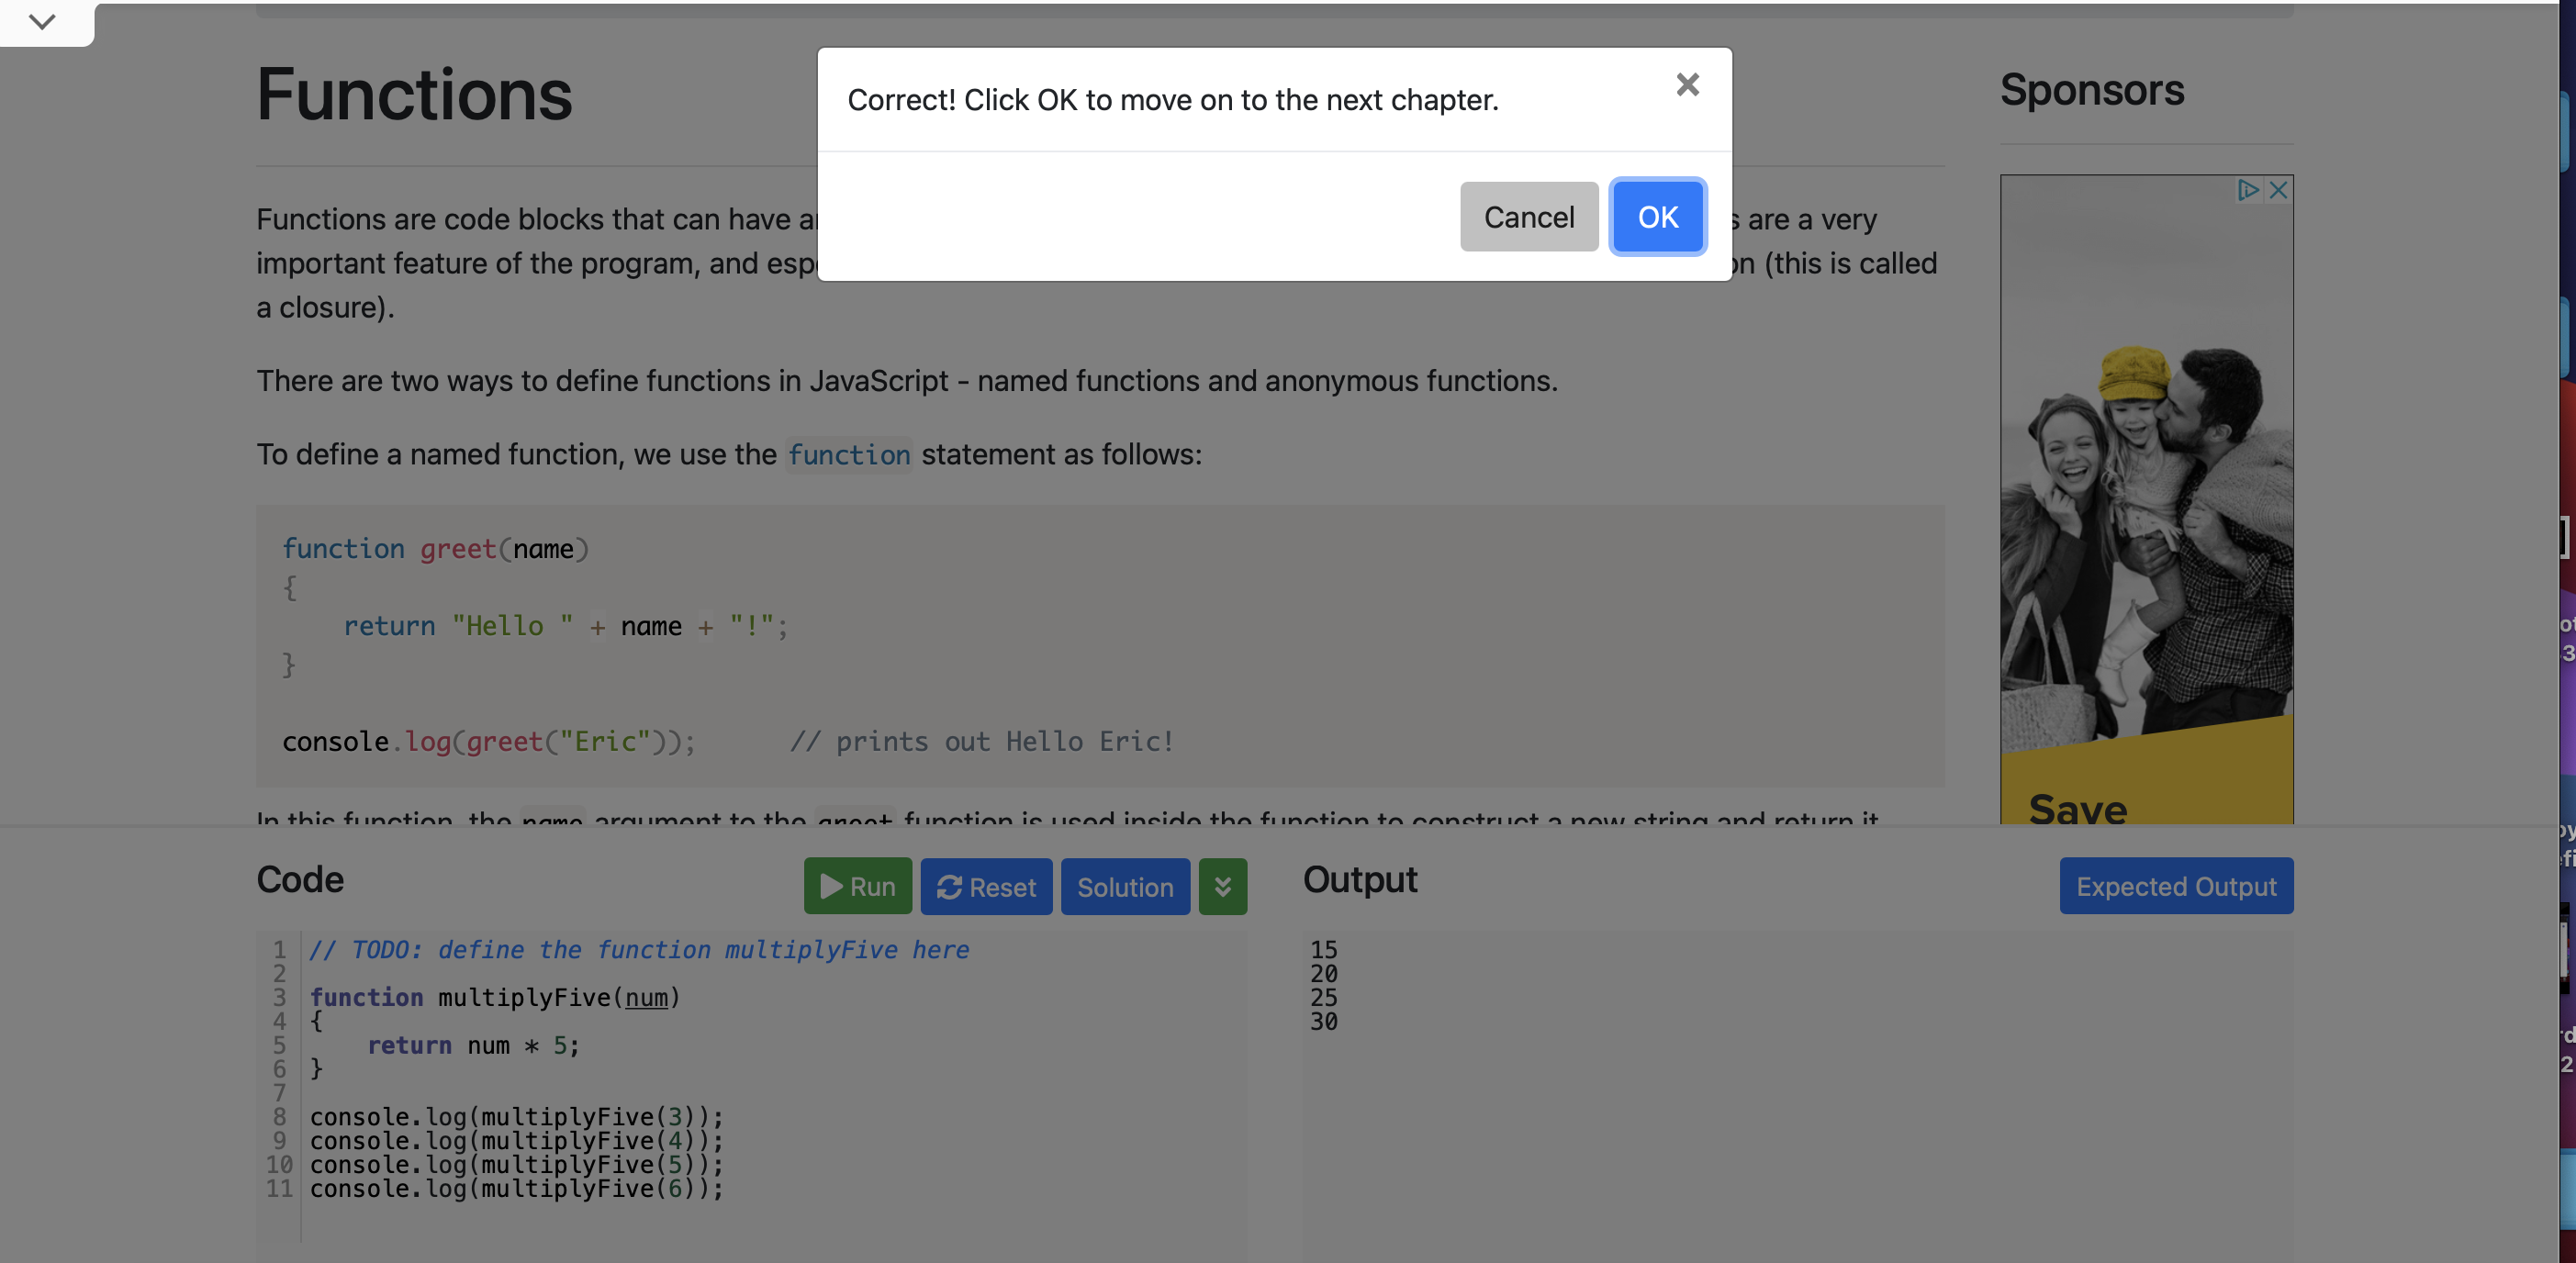 Functions
Correct! Click OK to move on to the next chapter.
Cancel OK
Sponsors
Functions are code blocks that can have s are a very
important feature of the program, and on (this is called
a closure).
There are two ways to define functions in JavaScript - named functions and anonymous functions.
To define a named function, we use the function statement as follows:
function greet(name)
{
    return "Hello " + name + "!";
}
console.log(greet("Eric"));      // prints out Hello Eric!
In this function, the name argument to the greet function is used inside the function to construct a new string and return it
Save
Code
Run Reset Solution
Output
Expected Output
1 // TODO: define the function multiplyFive here
2
3 function multiplyFive(num)
4 {
5     return num * 5;
6 }
7
8 console.log(multiplyFive(3));
9 console.log(multiplyFive(4));
10 console.log(multiplyFive(5));
11 console.log(multiplyFive(6));
15
20
25
30